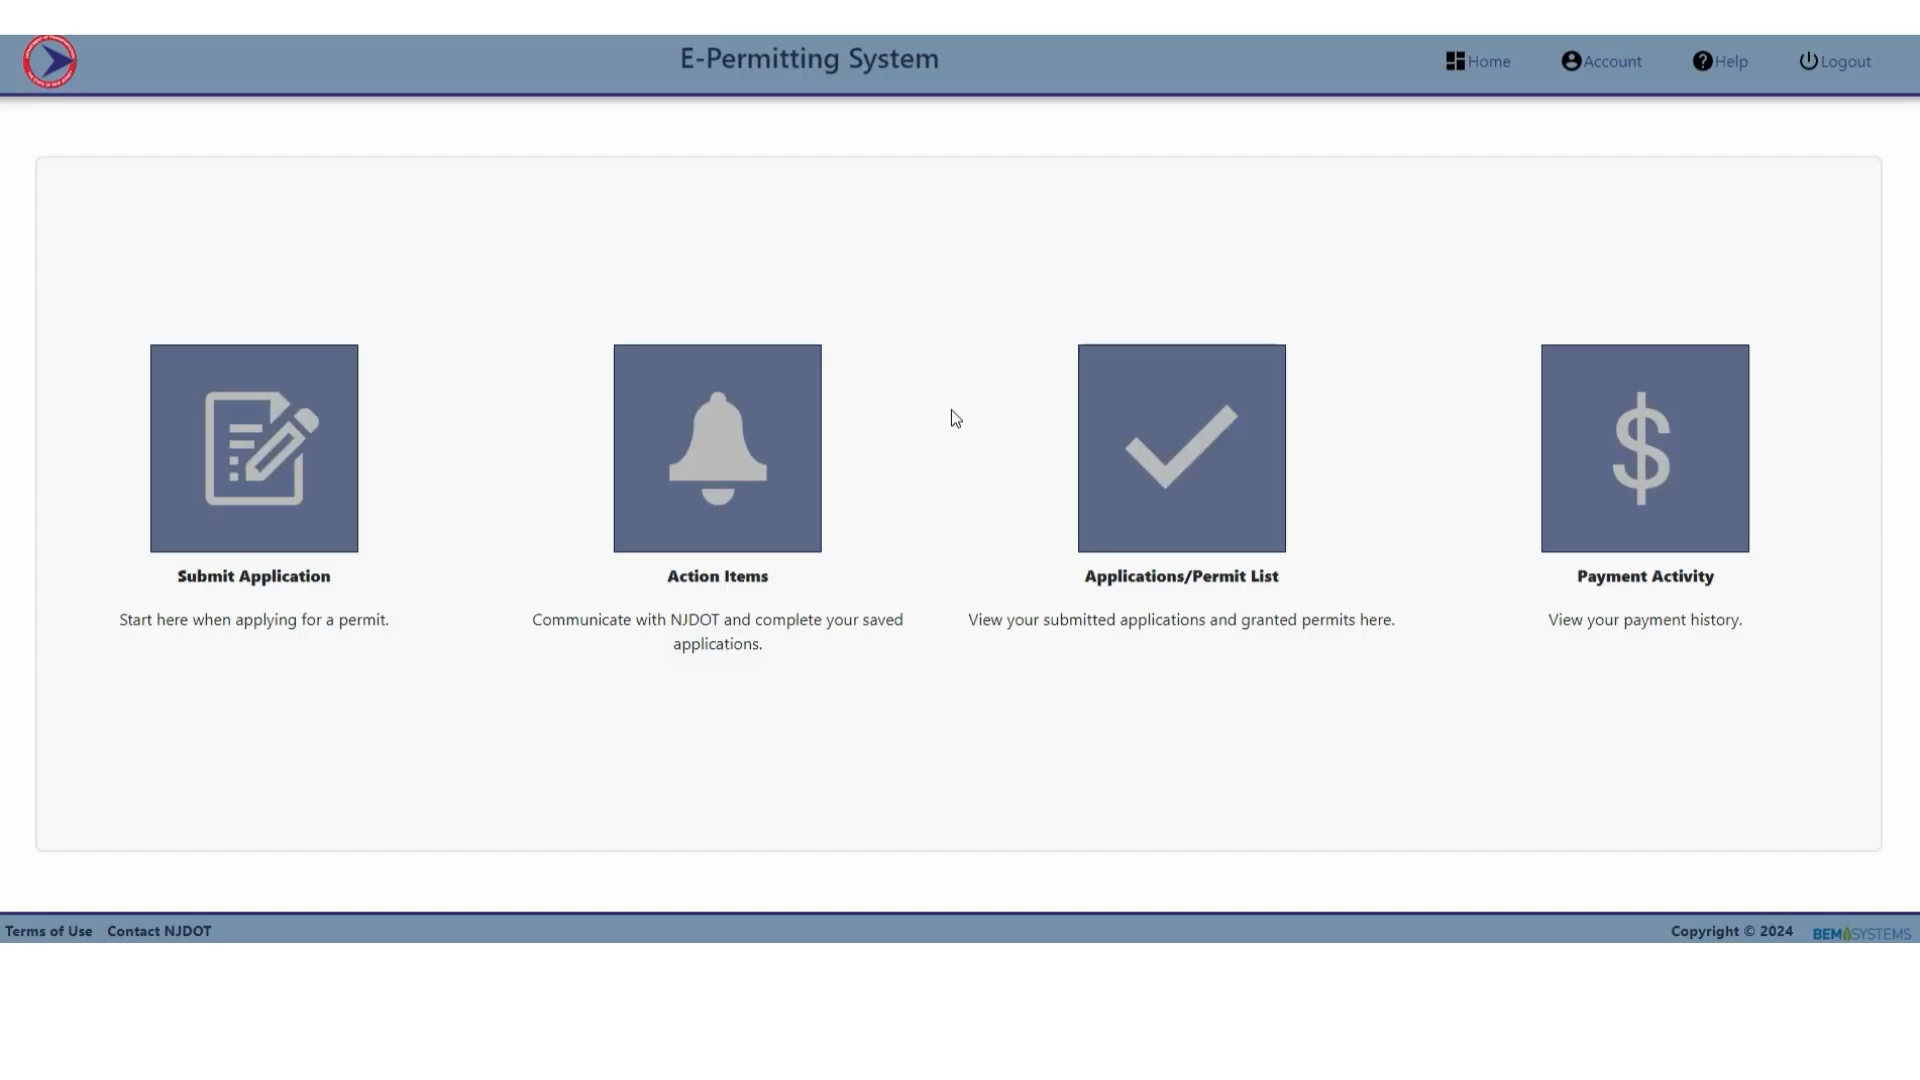 E-Permitting System
Home
Account
Help
Logout
Submit Application
Start here when applying for a permit.
Action Items
Communicate with NJDOT and complete your saved
applications.
Applications/Permit List
View your submitted applications and granted permits here.
Payment Activity
View your payment history.
Terms of Use
Contact NJDOT
Copyright © 2024
BEM SYSTEMS